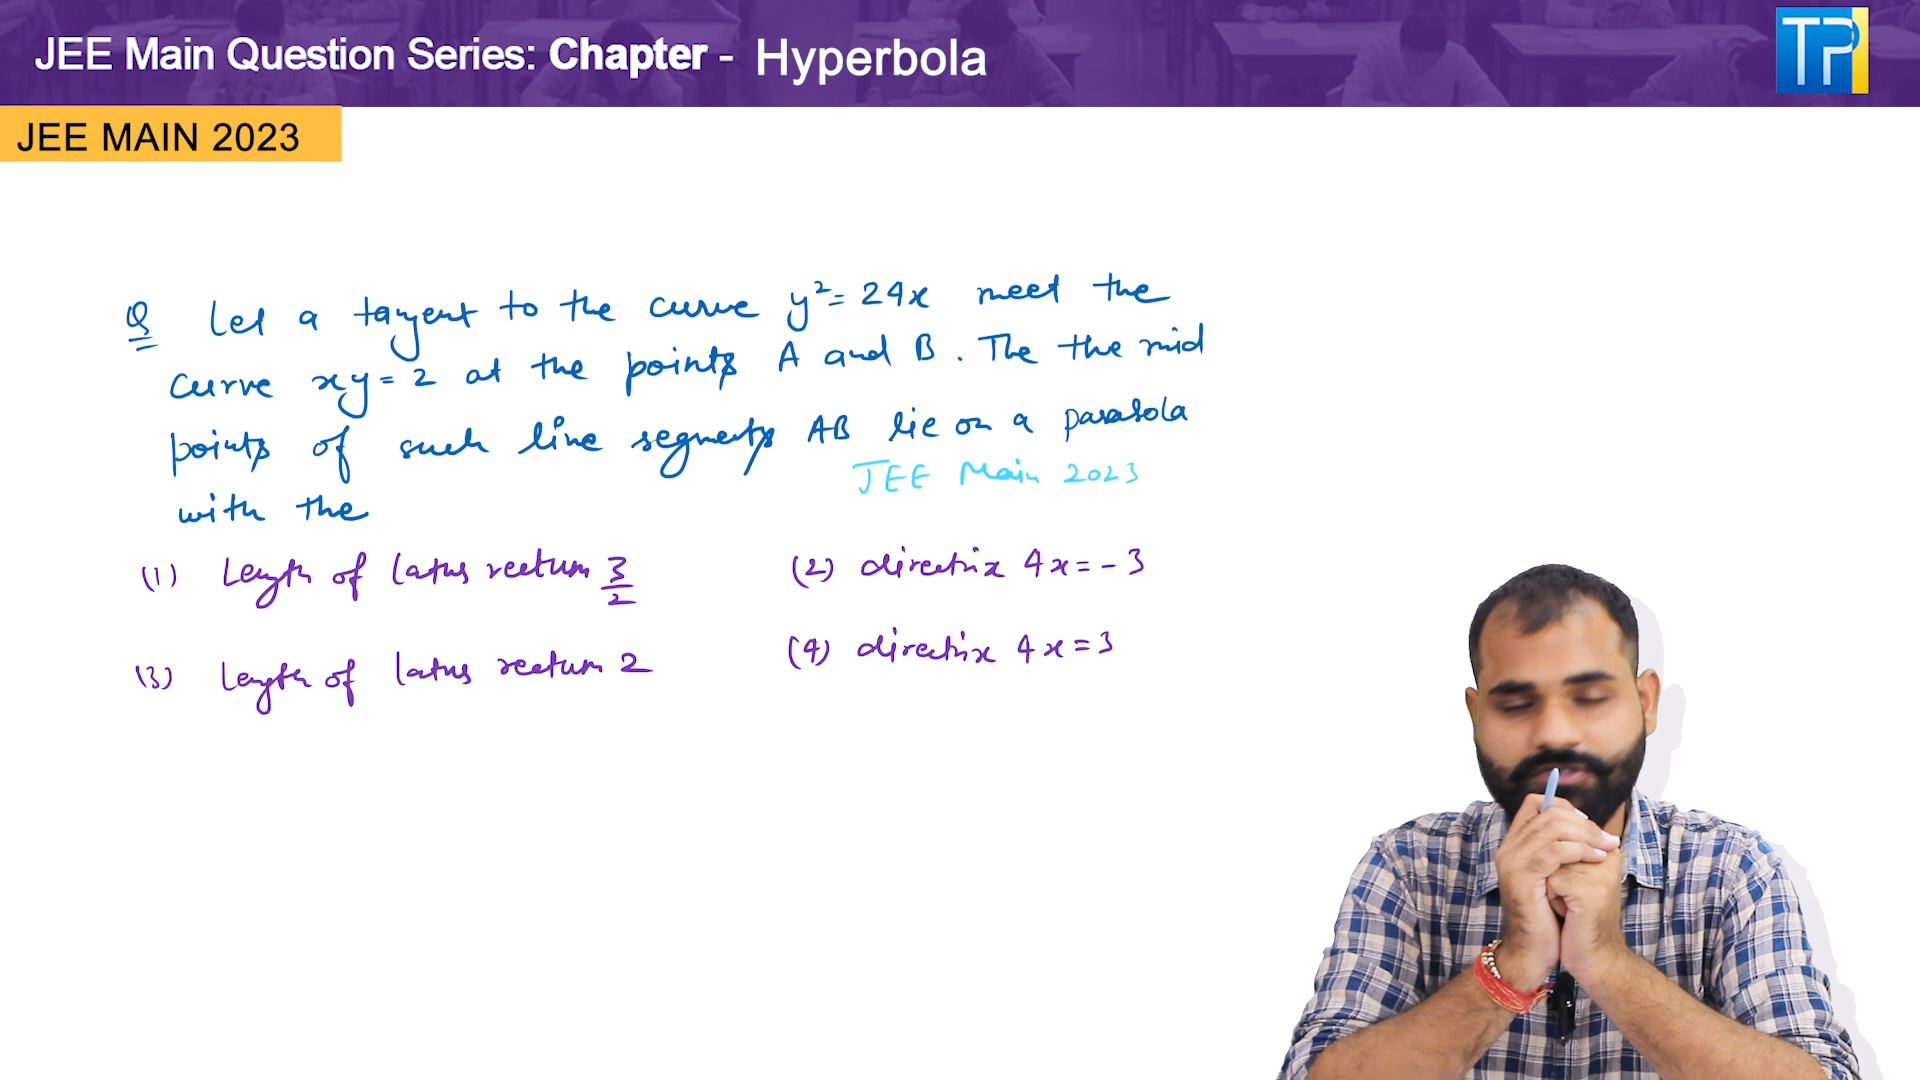 JEE Main Question Series: Chapter - Hyperbola
TP
JEE MAIN 2023
Q Let a tangent to the curve y²= 24x meet the
curve xy = 2 at the points A and B. The the mid
points of such line segments AB lie on a parabola
with the
JEE Main 2023
(1) Length of latus rectum 3/2
(2) directrix 4x = - 3
(3) Length of latus rectum 2
(4) directrix 4x = 3